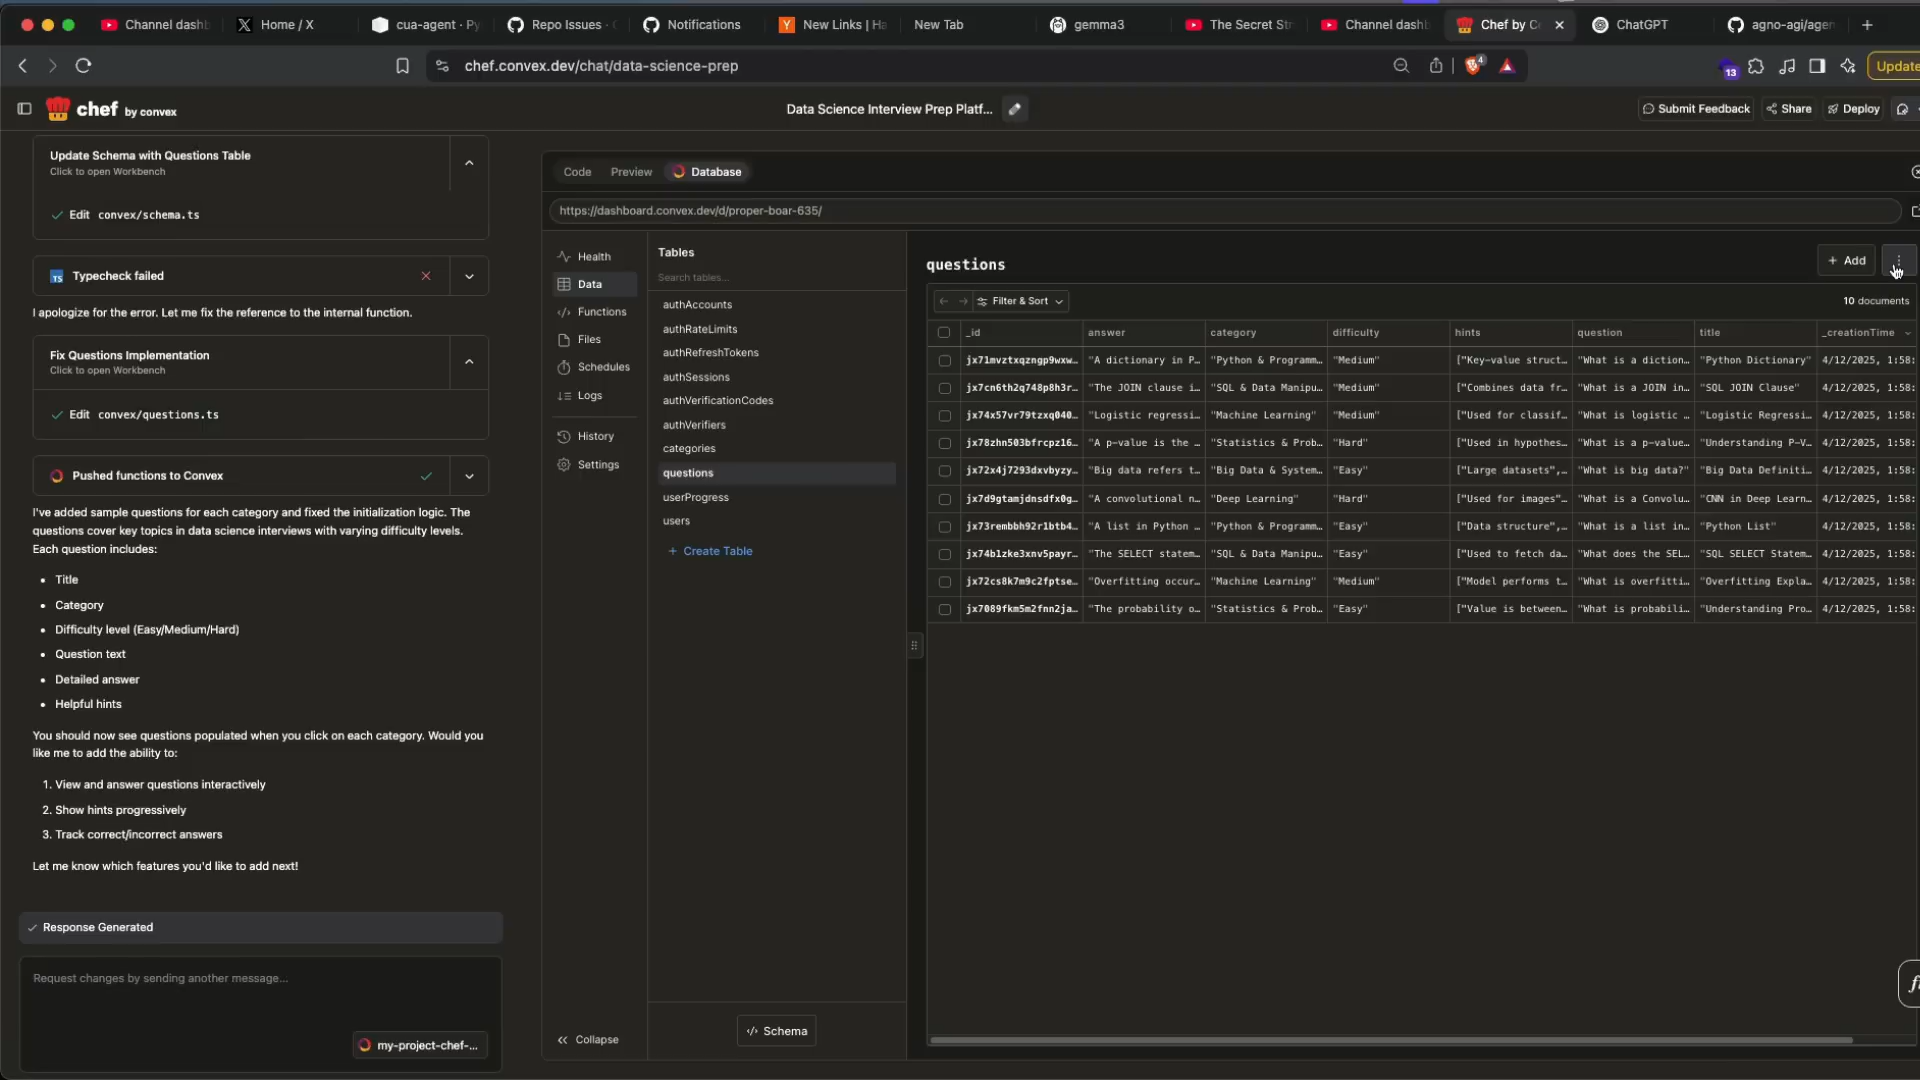 Channel dashb
Home / X
cua-agent · Py
Repo Issues ·
Notifications
New Links | Ha
New Tab
gemma3
The Secret Str
Channel dashb
Chef by Co
ChatGPT
agno-agi/agen
chef.convex.dev/chat/data-science-prep
4
13
Update
chef by convex
Data Science Interview Prep Platf...
Submit Feedback
Share
Deploy
Update Schema with Questions Table
Click to open Workbench
Edit convex/schema.ts
TS Typecheck failed
I apologize for the error. Let me fix the reference to the internal function.
Fix Questions Implementation
Click to open Workbench
Edit convex/questions.ts
Pushed functions to Convex
I've added sample questions for each category and fixed the initialization logic. The
questions cover key topics in data science interviews with varying difficulty levels.
Each question includes:
• Title
• Category
• Difficulty level (Easy/Medium/Hard)
• Question text
• Detailed answer
• Helpful hints
You should now see questions populated when you click on each category. Would you
like me to add the ability to:
1. View and answer questions interactively
2. Show hints progressively
3. Track correct/incorrect answers
Let me know which features you'd like to add next!
Response Generated
Request changes by sending another message...
my-project-chef-...
Code
Preview
Database
https://dashboard.convex.dev/d/proper-boar-635/
Health
Data
Functions
Files
Schedules
Logs
History
Settings
Collapse
Tables
Search tables...
authAccounts
authRateLimits
authRefreshTokens
authSessions
authVerificationCodes
authVerifiers
categories
questions
userProgress
users
+ Create Table
Schema
questions
+ Add
Filter & Sort
10 documents
_id answer category difficulty hints question title _creationTime
jx71mvztxqzngp9wxw… "A dictionary in P… "Python & Programm… "Medium" ["Key-value struct… "What is a diction… "Python Dictionary" 4/12/2025, 1:58:
jx7cn6th2q748p8h3r… "The JOIN clause i… "SQL & Data Manipu… "Medium" ["Combines data fr… "What is a JOIN in… "SQL JOIN Clause" 4/12/2025, 1:58:
jx74x57vr79tzxq040… "Logistic regressi… "Machine Learning" "Medium" ["Used for classif… "What is logistic … "Logistic Regressi… 4/12/2025, 1:58:
jx78zhn503bfrcpz16… "A p-value is the … "Statistics & Prob… "Hard" ["Used in hypothes… "What is a p-value… "Understanding P-V… 4/12/2025, 1:58:
jx72x4j7293dxvbyzy… "Big data refers t… "Big Data & System… "Easy" ["Large datasets",… "What is big data?" "Big Data Definiti… 4/12/2025, 1:58:
jx7d9gtamjdnsdfx0g… "A convolutional n… "Deep Learning" "Hard" ["Used for images"… "What is a Convolu… "CNN in Deep Learn… 4/12/2025, 1:58:
jx73rembbh92r1btb4… "A list in Python … "Python & Programm… "Easy" ["Data structure",… "What is a list in… "Python List" 4/12/2025, 1:58:
jx74b1zke3xnv5payr… "The SELECT statem… "SQL & Data Manipu… "Easy" ["Used to fetch da… "What does the SEL… "SQL SELECT Statem… 4/12/2025, 1:58:
jx72cs8k7m9c2fptse… "Overfitting occur… "Machine Learning" "Medium" ["Model performs t… "What is overfitti… "Overfitting Expla… 4/12/2025, 1:58:
jx7089fkm5m2fnn2ja… "The probability o… "Statistics & Prob… "Easy" ["Value is between… "What is probabili… "Understanding Pro… 4/12/2025, 1:58: